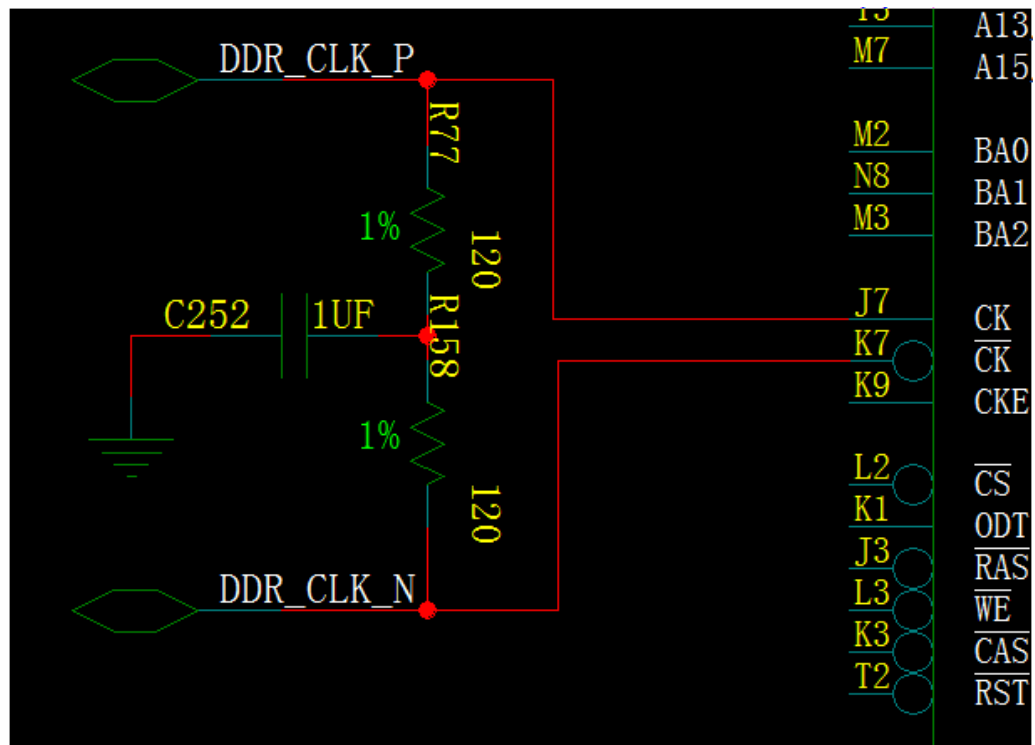 DDR_CLK_P
R77
1%
120
C252
1UF
R158
1%
120
DDR_CLK_N
A13
M7
A15
M2
BA0
N8
BA1
M3
BA2
J7
CK
K7
CK
K9
CKE
L2
CS
K1
ODT
J3
RAS
L3
WE
K3
CAS
T2
RST